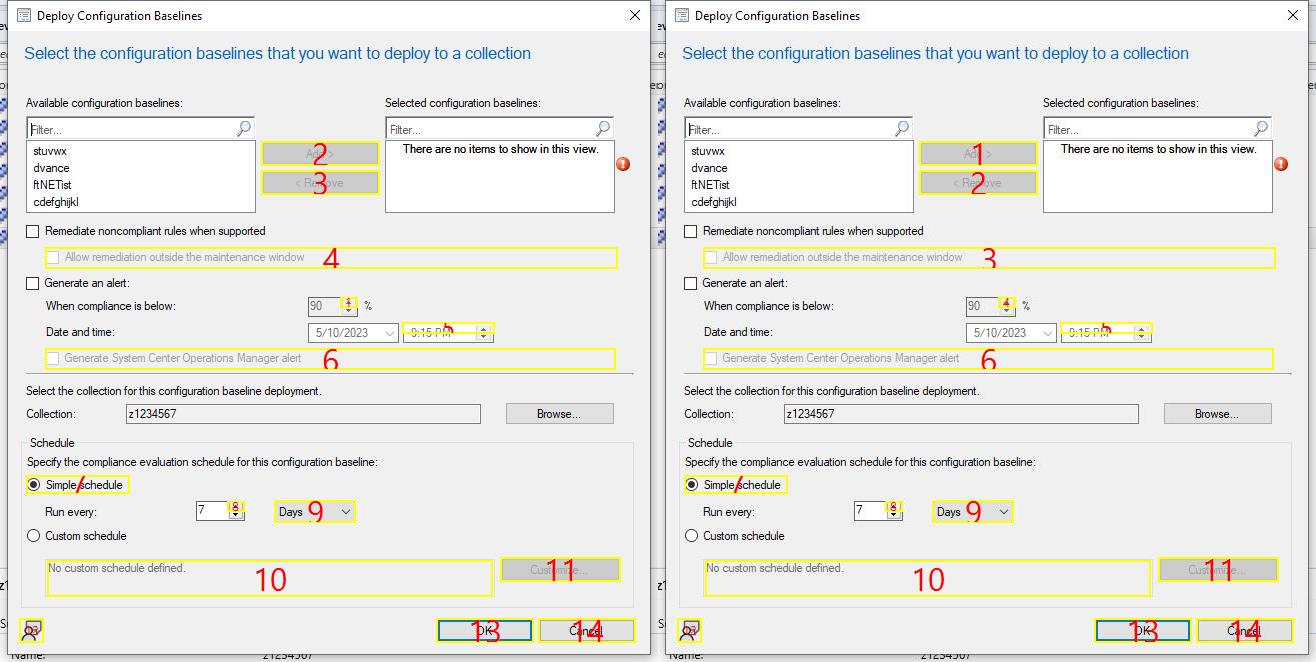 Deploy Configuration Baselines
Select the configuration baselines that you want to deploy to a collection
Available configuration baselines:
Selected configuration baselines:
Filter...
Filter...
stuvwx
dvance
ftNETist
cdefghijkl
2
Add >
3
< Remove
There are no items to show in this view.
Remediate noncompliant rules when supported
Allow remediation outside the maintenance window
4
Generate an alert:
When compliance is below:
90
1
%
Date and time:
5/10/2023
9:15 PM
5
Generate System Center Operations Manager alert
6
Select the collection for this configuration baseline deployment.
Collection:
z1234567
Browse...
Schedule
Specify the compliance evaluation schedule for this configuration baseline:
Simple schedule
7
Run every:
7
8
Days
9
Custom schedule
No custom schedule defined.
10
Customize...
11
OK
13
Cancel
14
Deploy Configuration Baselines
Select the configuration baselines that you want to deploy to a collection
Available configuration baselines:
Selected configuration baselines:
Filter...
Filter...
stuvwx
dvance
ftNETist
cdefghijkl
1
Add >
2
< Remove
There are no items to show in this view.
Remediate noncompliant rules when supported
Allow remediation outside the maintenance window
3
Generate an alert:
When compliance is below:
90
4
%
Date and time:
5/10/2023
9:15 PM
5
Generate System Center Operations Manager alert
6
Select the collection for this configuration baseline deployment.
Collection:
z1234567
Browse...
Schedule
Specify the compliance evaluation schedule for this configuration baseline:
Simple schedule
7
Run every:
7
8
Days
9
Custom schedule
No custom schedule defined.
10
Customize...
11
OK
13
Cancel
14